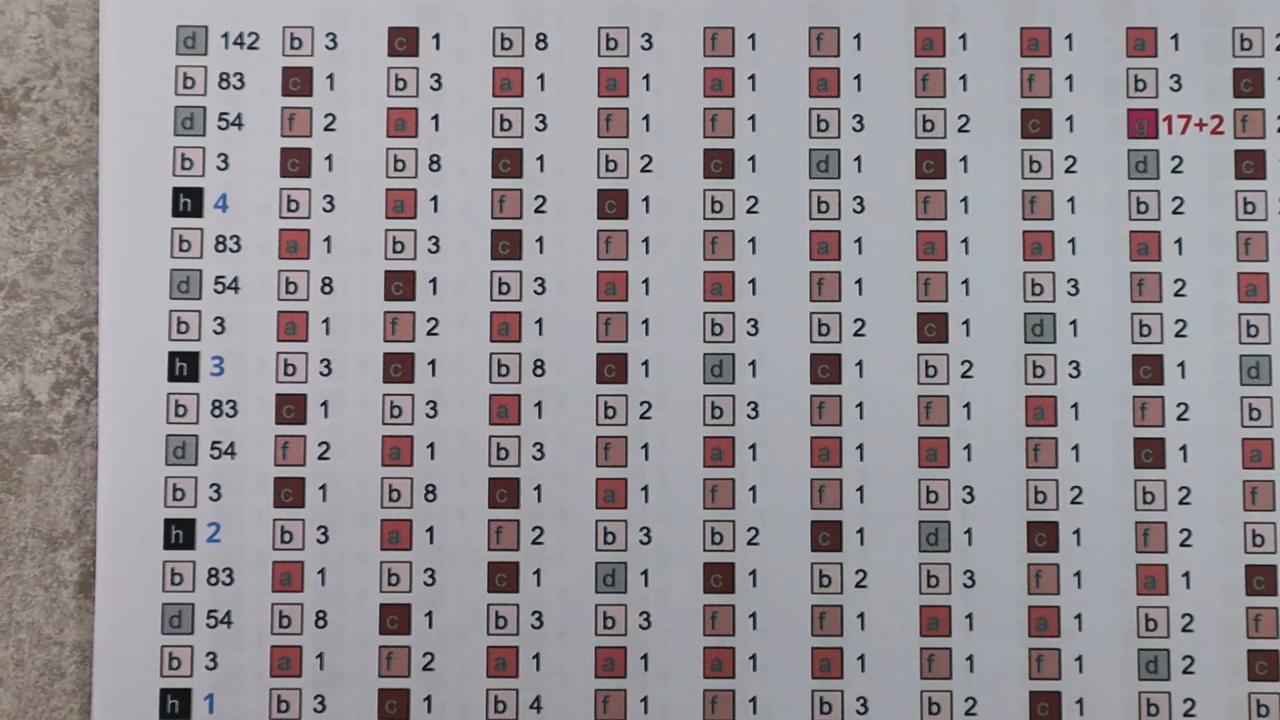 d 142 b 3 c 1 b 8 b 3 f 1 f 1 a 1 a 1 a 1 b
b 83 c 1 b 3 a 1 a 1 a 1 a 1 f 1 f 1 b 3 c
d 54 f 2 a 1 b 3 f 1 f 1 b 3 b 2 c 1 g 17+2 f
b 3 c 1 b 8 c 1 b 2 c 1 d 1 c 1 b 2 d 2 c
h 4 b 3 a 1 f 2 c 1 b 2 b 3 f 1 f 1 b 2 b
b 83 a 1 b 3 c 1 f 1 f 1 a 1 a 1 a 1 a 1 f
d 54 b 8 c 1 b 3 a 1 a 1 f 1 f 1 b 3 f 2 a
b 3 a 1 f 2 a 1 f 1 b 3 b 2 c 1 d 1 b 2 b
h 3 b 3 c 1 b 8 c 1 d 1 c 1 b 2 b 3 c 1 d
b 83 c 1 b 3 a 1 b 2 b 3 f 1 f 1 a 1 f 2 b
d 54 f 2 a 1 b 3 f 1 a 1 a 1 a 1 f 1 c 1 a
b 3 c 1 b 8 c 1 a 1 f 1 f 1 b 3 b 2 b 2 f
h 2 b 3 a 1 f 2 b 3 b 2 c 1 d 1 c 1 f 2 b
b 83 a 1 b 3 c 1 d 1 c 1 b 2 b 3 f 1 a 1 c
d 54 b 8 c 1 b 3 b 3 f 1 f 1 a 1 a 1 b 2 f
b 3 a 1 f 2 a 1 a 1 a 1 a 1 f 1 f 1 d 2 c
h 1 b 3 c 1 b 4 f 1 f 1 b 3 b 2 c 1 b 2 b